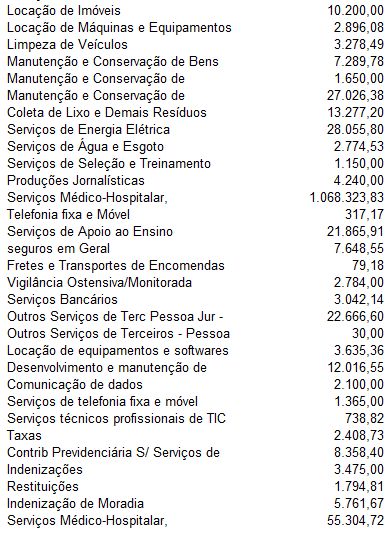 Locação de Imóveis 10.200,00
Locação de Máquinas e Equipamentos 2.896,08
Limpeza de Veículos 3.278,49
Manutenção e Conservação de Bens 7.289,78
Manutenção e Conservação de 1.650,00
Manutenção e Conservação de 27.026,38
Coleta de Lixo e Demais Resíduos 13.277,20
Serviços de Energia Elétrica 28.055,80
Serviços de Água e Esgoto 2.774,53
Serviços de Seleção e Treinamento 1.150,00
Produções Jornalísticas 4.240,00
Serviços Médico-Hospitalar, 1.068.323,83
Telefonia fixa e Móvel 317,17
Serviços de Apoio ao Ensino 21.865,91
seguros em Geral 7.648,55
Fretes e Transportes de Encomendas 79,18
Vigilância Ostensiva/Monitorada 2.784,00
Serviços Bancários 3.042,14
Outros Serviços de Terc Pessoa Jur - 22.666,60
Outros Serviços de Terceiros - Pessoa 30,00
Locação de equipamentos e softwares 3.635,36
Desenvolvimento e manutenção de 12.016,55
Comunicação de dados 2.100,00
Serviços de telefonia fixa e móvel 1.365,00
Serviços técnicos profissionais de TIC 738,82
Taxas 2.408,73
Contrib Previdenciária S/ Serviços de 8.358,40
Indenizações 3.475,00
Restituições 1.794,81
Indenização de Moradia 5.761,67
Serviços Médico-Hospitalar, 55.304,72